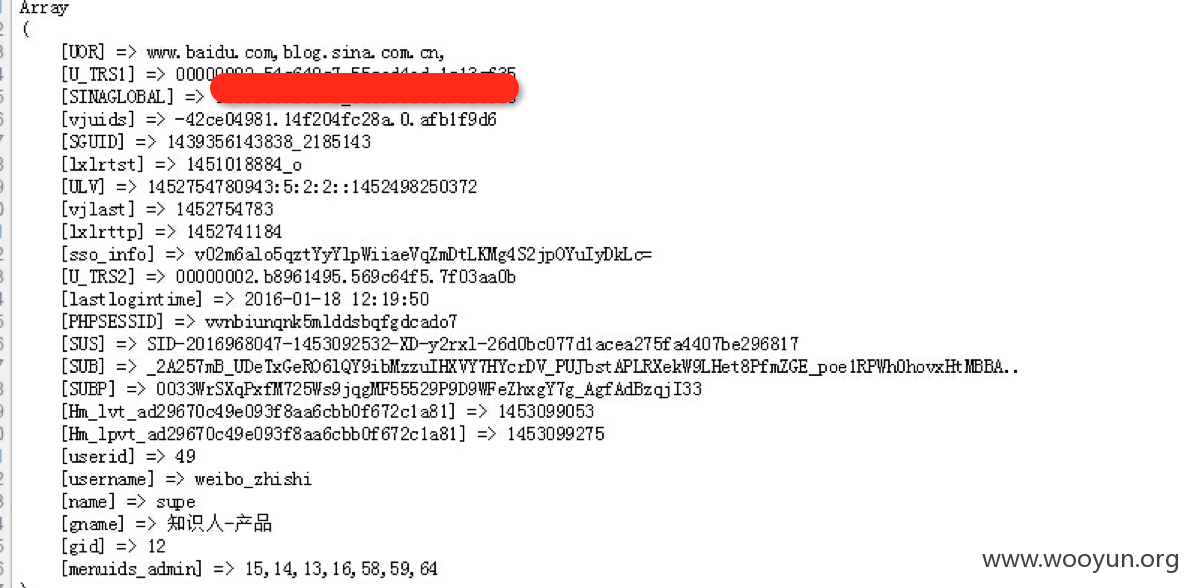 Array
(
[UOR] => www.baidu.com,blog.sina.com.cn,
[U_TRS1] =>
[SINAGLOBAL] =>
[vjuids] => -42ce04981.14f204fc28a.0.afb1f9d6
[SGUID] => 1439356143838_2185143
[lxlrtst] => 1451018884_o
[ULV] => 1452754780943:5:2:2::1452498250372
[vjlast] => 1452754783
[lxlrttp] => 1452741184
[sso_info] => v02m6alo5qztYyYlpWiiaeVqZmDtLKMg4S2jpOYuIyDkLc=
[U_TRS2] => 00000002.b8961495.569c64f5.7f03aa0b
[lastlogintime] => 2016-01-18 12:19:50
[PHPSESSID] => vvnbiunqnk5mlddsbqfgdcado7
[SUS] => SID-2016968047-1453092532-XD-y2rxl-26d0bc077d1acea275fa4407be296817
[SUB] => _2A257mB_UDeTxGeRO6lQY9ibMzzuIHXVY7HYcrDV_PUJbstAPLRXekW9LHet8PfmZGE_poe1RPWhOhovxHtMBBA..
[SUBP] => 0033WrSXqPxfM725Ws9jqgMF55529P9D9WFeZhxgY7g_AgfAdBzqjI33
[Hm_lvt_ad29670c49e093f8aa6cbb0f672c1a81] => 1453099053
[Hm_lpvt_ad29670c49e093f8aa6cbb0f672c1a81] => 1453099275
[userid] => 49
[username] => weibo_zhishi
[name] => supe
[gname] => 知识人-产品
[gid] => 12
[menuids_admin] => 15,14,13,16,58,59,64
www.wooyun.org